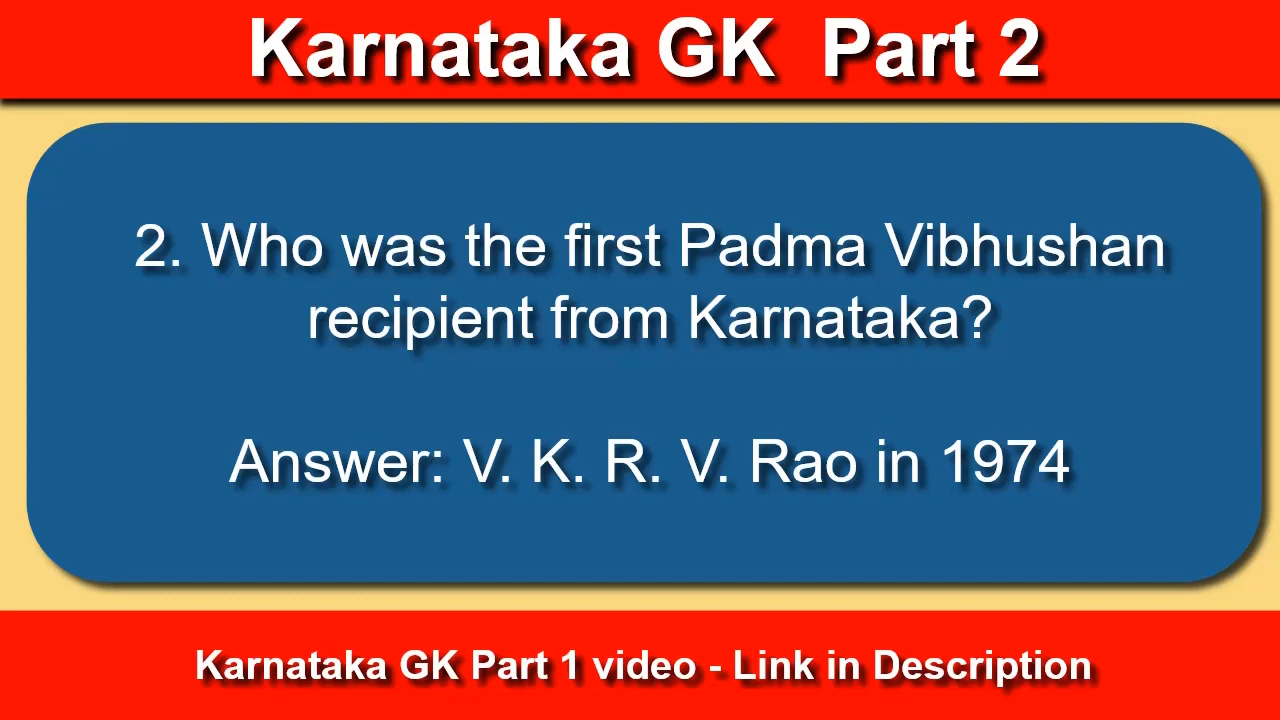 Karnataka GK Part 2
2. Who was the first Padma Vibhushan
recipient from Karnataka?
Answer: V. K. R. V. Rao in 1974
Karnataka GK Part 1 video - Link in Description